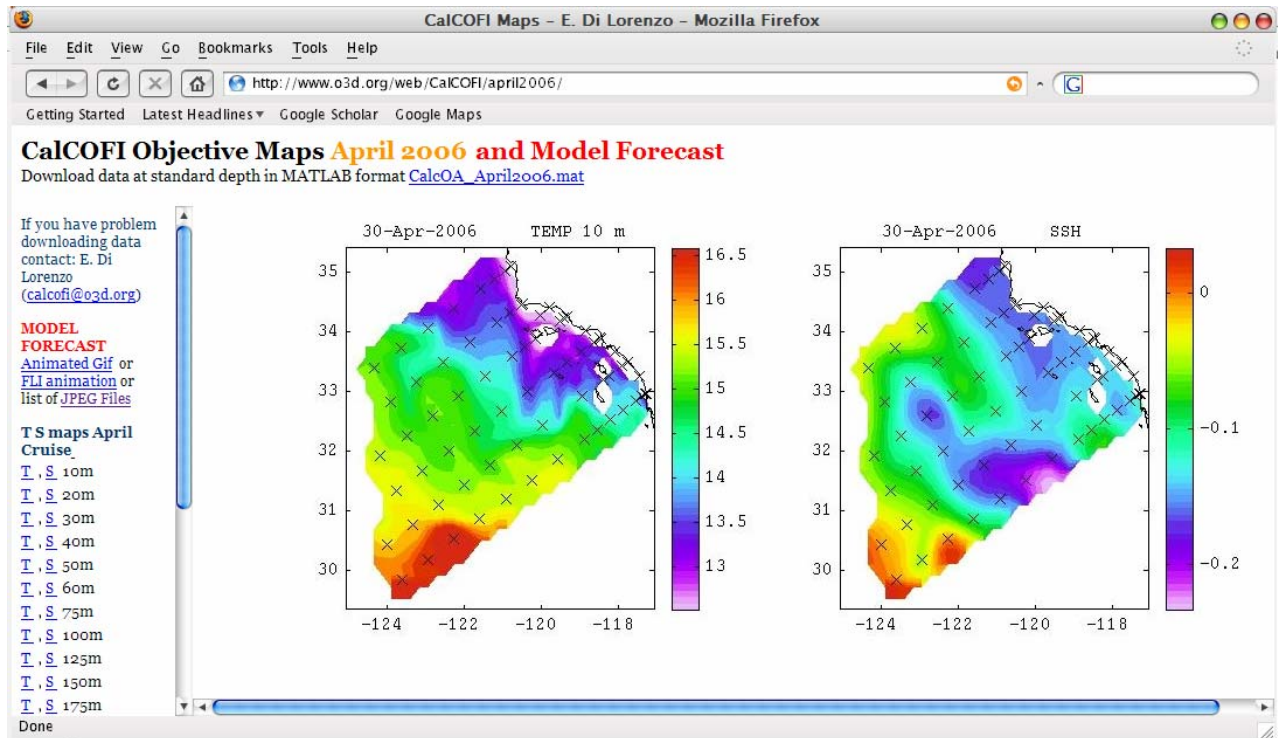 CalCOFI Maps - E. Di Lorenzo - Mozilla Firefox
File Edit View Go Bookmarks Tools Help
http://www.o3d.org/web/CalCOFI/april2006/
G
Getting Started Latest Headlines Google Scholar Google Maps
CalCOFI Objective Maps April 2006 and Model Forecast
Download data at standard depth in MATLAB format CalcOA_April2006.mat
If you have problem
downloading data
contact: E. Di
Lorenzo
(calcofi@o3d.org)
MODEL
FORECAST
Animated Gif or
FLI animation or
list of JPEG Files
T S maps April
Cruise
T , S 10m
T , S 20m
T , S 30m
T , S 40m
T , S 50m
T , S 60m
T , S 75m
T , S 100m
T , S 125m
T , S 150m
T , S 175m
30-Apr-2006 TEMP 10 m
35
34
33
32
31
30
-124 -122 -120 -118
16.5
16
15.5
15
14.5
14
13.5
13
30-Apr-2006 SSH
35
34
33
32
31
30
-124 -122 -120 -118
0
-0.1
-0.2
Done